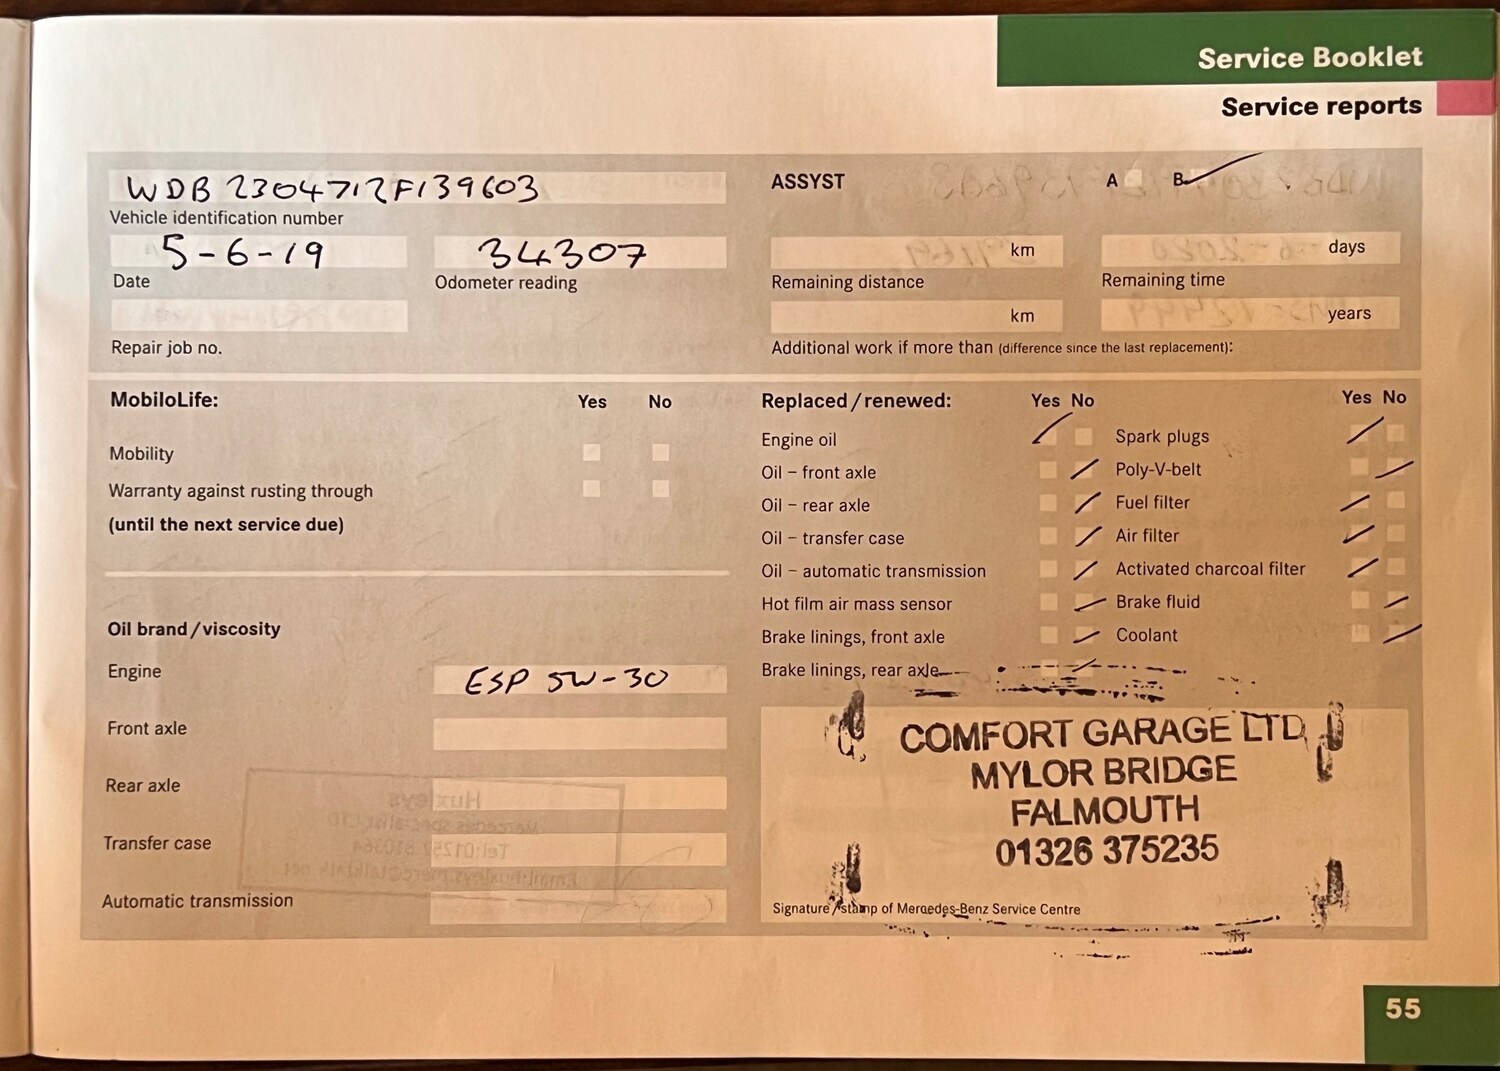 Service Booklet
Service reports
WDB 2304712F139603
Vehicle identification number
5-6-19
Date
34307
Odometer reading
Repair job no.
ASSYST
A
B
km
Remaining distance
days
Remaining time
km
years
Additional work if more than (difference since the last replacement):
MobiloLife:
Yes No
Mobility
Warranty against rusting through
(until the next service due)
Oil brand / viscosity
Engine
ESP 5W-30
Front axle
Rear axle
Transfer case
Automatic transmission
Replaced / renewed:
Yes No
Engine oil
Oil – front axle
Oil – rear axle
Oil – transfer case
Oil – automatic transmission
Hot film air mass sensor
Brake linings, front axle
Brake linings, rear axle
Yes No
Spark plugs
Poly-V-belt
Fuel filter
Air filter
Activated charcoal filter
Brake fluid
Coolant
COMFORT GARAGE LTD
MYLOR BRIDGE
FALMOUTH
01326 375235
Signature / stamp of Mercedes-Benz Service Centre
55